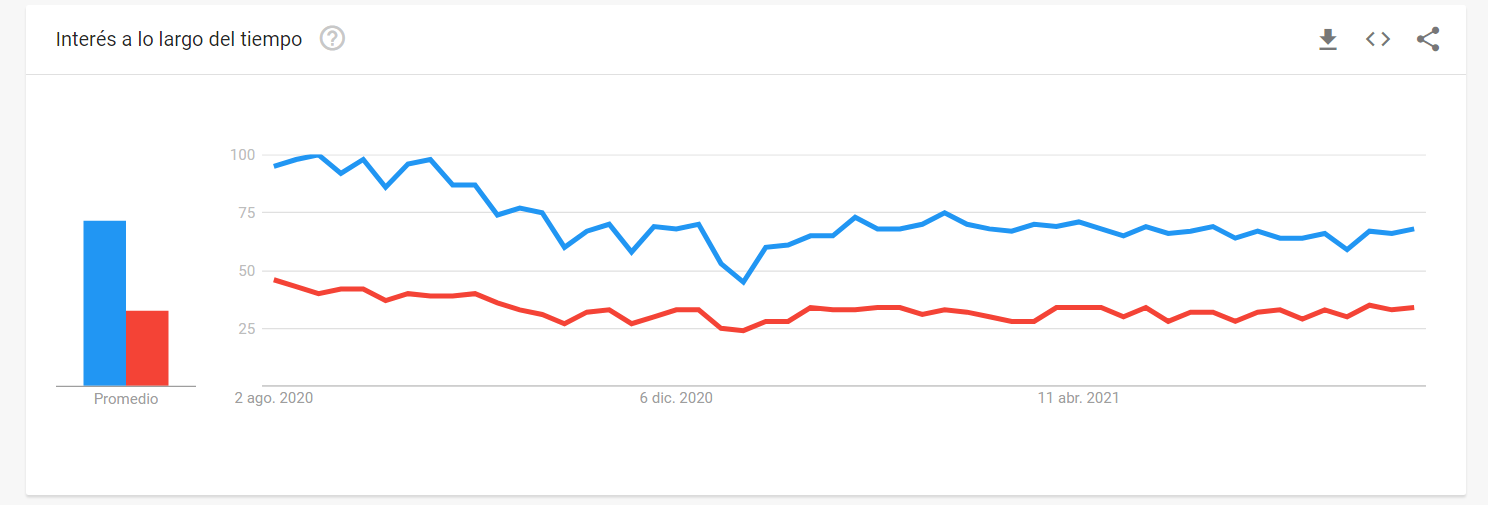 Interés a lo largo del tiempo
100
75
50
25
Promedio
2 ago. 2020
6 dic. 2020
11 abr. 2021